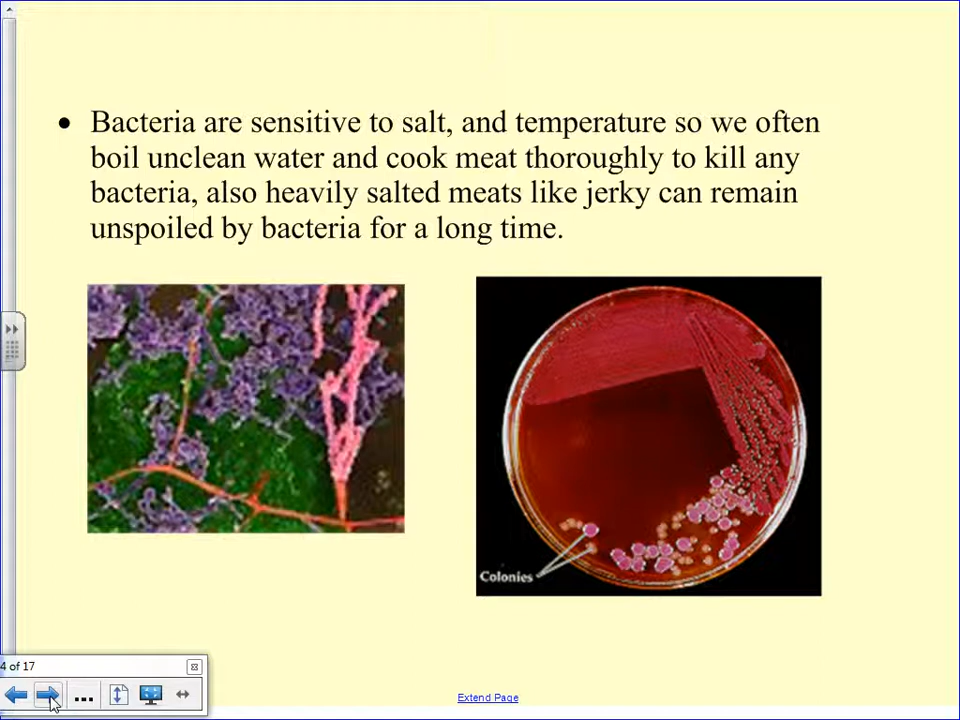 • Bacteria are sensitive to salt, and temperature so we often
boil unclean water and cook meat thoroughly to kill any
bacteria, also heavily salted meats like jerky can remain
unspoiled by bacteria for a long time.
Colonies
4 of 17
...
Extend Page